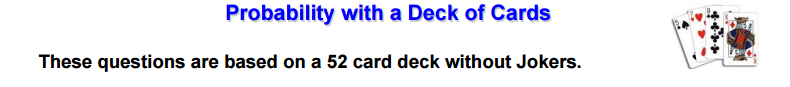 Probability with a Deck of Cards
These questions are based on a 52 card deck without Jokers.